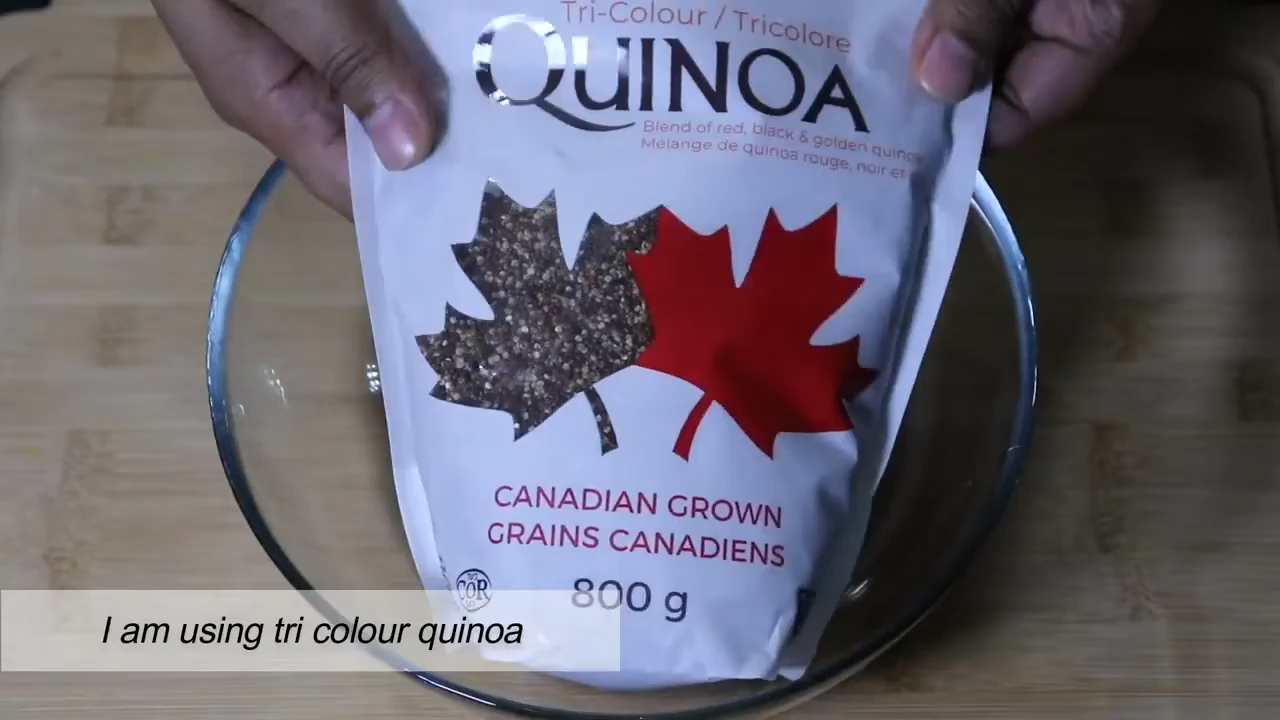 Tri-Colour / Tricolore
QUINOA
Blend of red, black & golden
Mélange de quinoa rouge, noir et
CANADIAN GROWN
GRAINS CANADIENS
COR
800 g
I am using tri colour quinoa